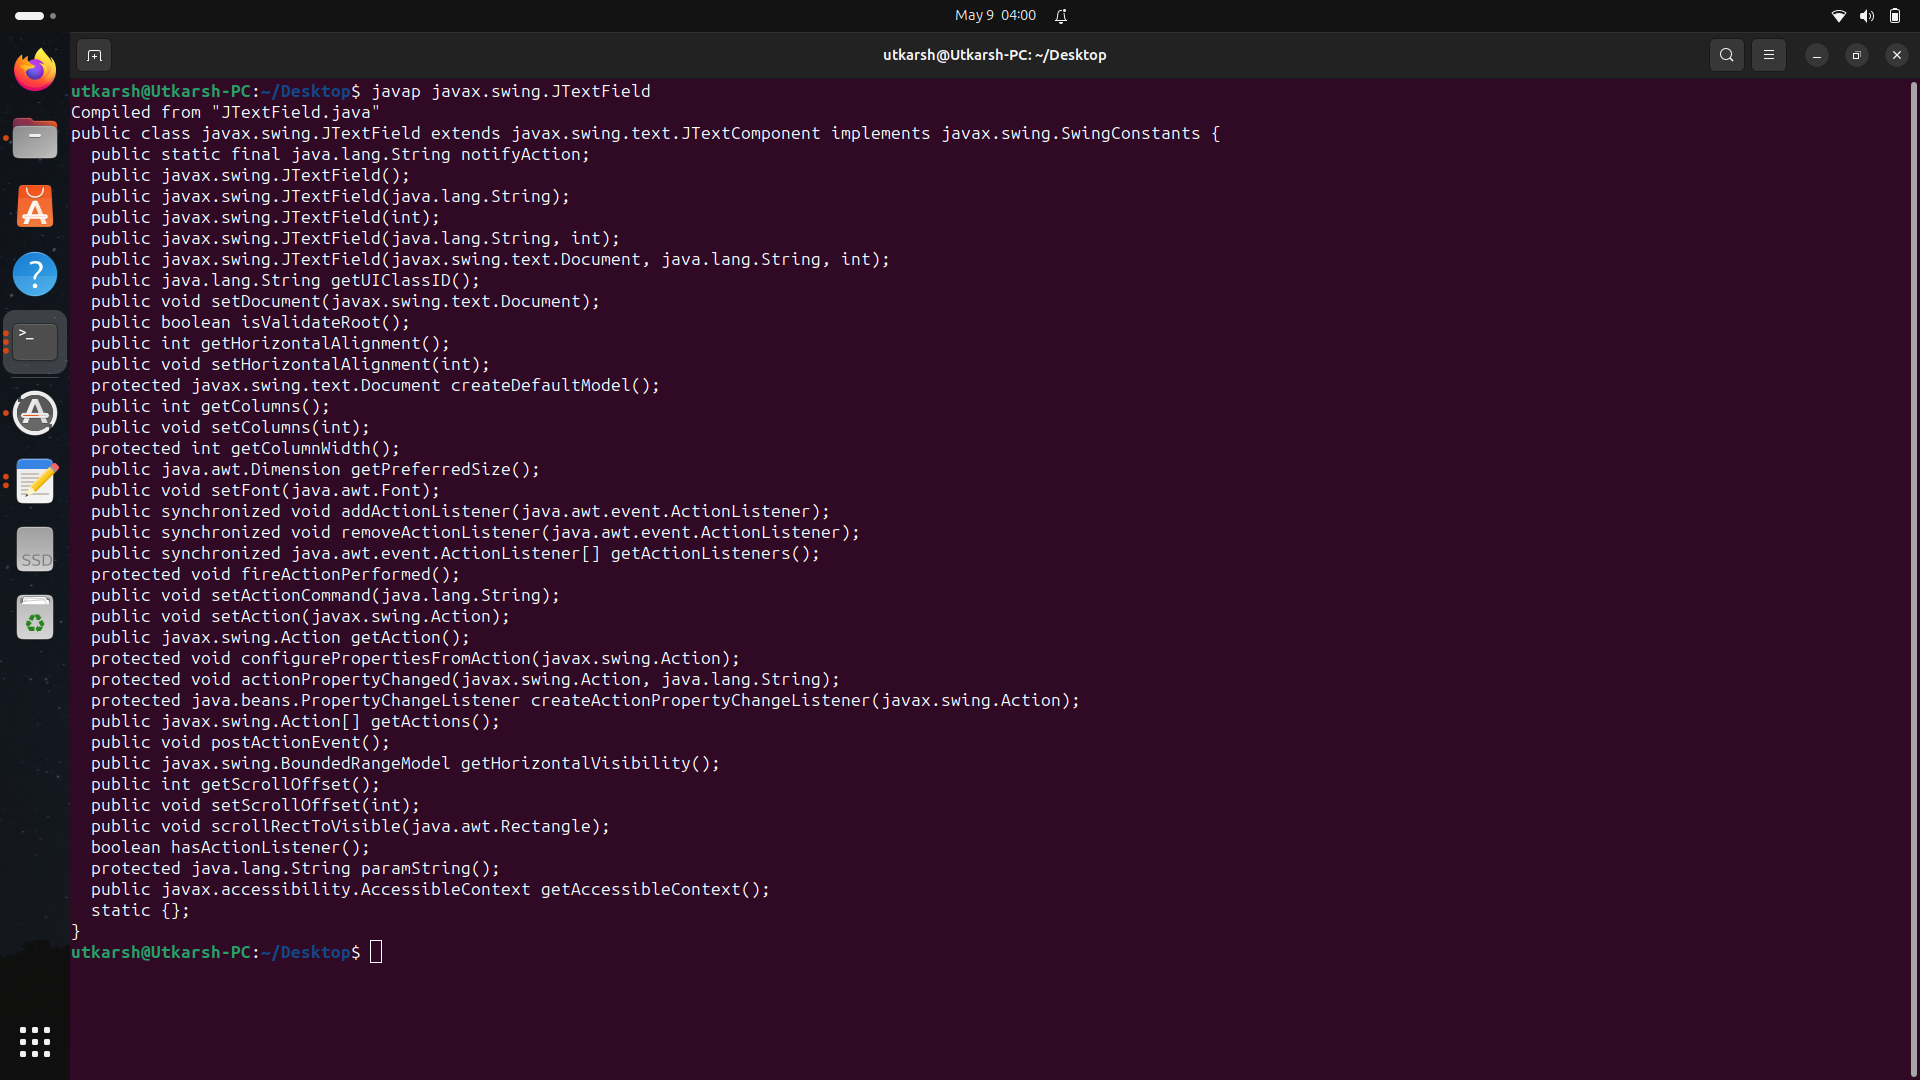 May 9 04:00
utkarsh@Utkarsh-PC: ~/Desktop
utkarsh@Utkarsh-PC:~/Desktop$ javap javax.swing.JTextField
Compiled from "JTextField.java"
public class javax.swing.JTextField extends javax.swing.text.JTextComponent implements javax.swing.SwingConstants {
  public static final java.lang.String notifyAction;
  public javax.swing.JTextField();
  public javax.swing.JTextField(java.lang.String);
  public javax.swing.JTextField(int);
  public javax.swing.JTextField(java.lang.String, int);
  public javax.swing.JTextField(javax.swing.text.Document, java.lang.String, int);
  public java.lang.String getUIClassID();
  public void setDocument(javax.swing.text.Document);
  public boolean isValidateRoot();
  public int getHorizontalAlignment();
  public void setHorizontalAlignment(int);
  protected javax.swing.text.Document createDefaultModel();
  public int getColumns();
  public void setColumns(int);
  protected int getColumnWidth();
  public java.awt.Dimension getPreferredSize();
  public void setFont(java.awt.Font);
  public synchronized void addActionListener(java.awt.event.ActionListener);
  public synchronized void removeActionListener(java.awt.event.ActionListener);
  public synchronized java.awt.event.ActionListener[] getActionListeners();
  protected void fireActionPerformed();
  public void setActionCommand(java.lang.String);
  public void setAction(javax.swing.Action);
  public javax.swing.Action getAction();
  protected void configurePropertiesFromAction(javax.swing.Action);
  protected void actionPropertyChanged(javax.swing.Action, java.lang.String);
  protected java.beans.PropertyChangeListener createActionPropertyChangeListener(javax.swing.Action);
  public javax.swing.Action[] getActions();
  public void postActionEvent();
  public javax.swing.BoundedRangeModel getHorizontalVisibility();
  public int getScrollOffset();
  public void setScrollOffset(int);
  public void scrollRectToVisible(java.awt.Rectangle);
  boolean hasActionListener();
  protected java.lang.String paramString();
  public javax.accessibility.AccessibleContext getAccessibleContext();
  static {};
}
utkarsh@Utkarsh-PC:~/Desktop$
SSD